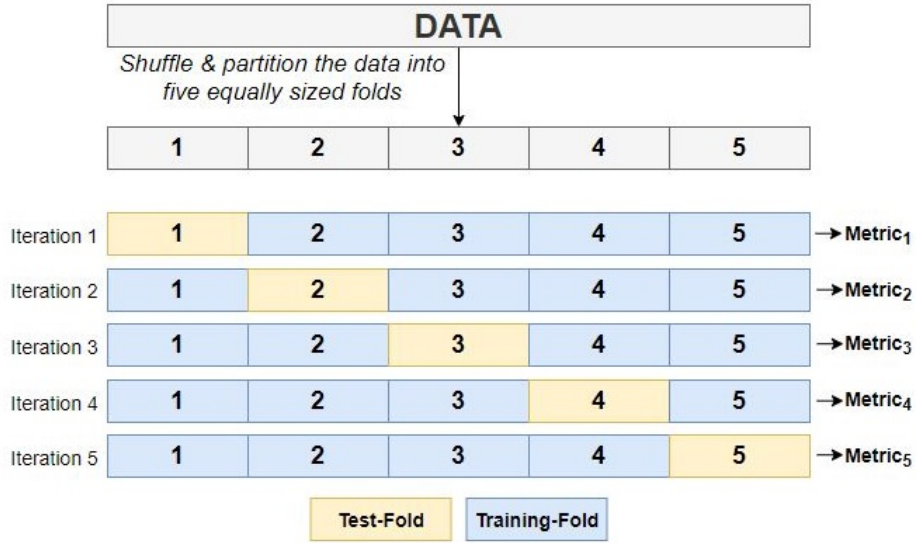 DATA
Shuffle & partition the data into
five equally sized folds
1 2 3 4 5
Iteration 1 1 2 3 4 5 →Metric₁
Iteration 2 1 2 3 4 5 →Metric₂
Iteration 3 1 2 3 4 5 →Metric₃
Iteration 4 1 2 3 4 5 →Metric₄
Iteration 5 1 2 3 4 5 →Metric₅
Test-Fold Training-Fold